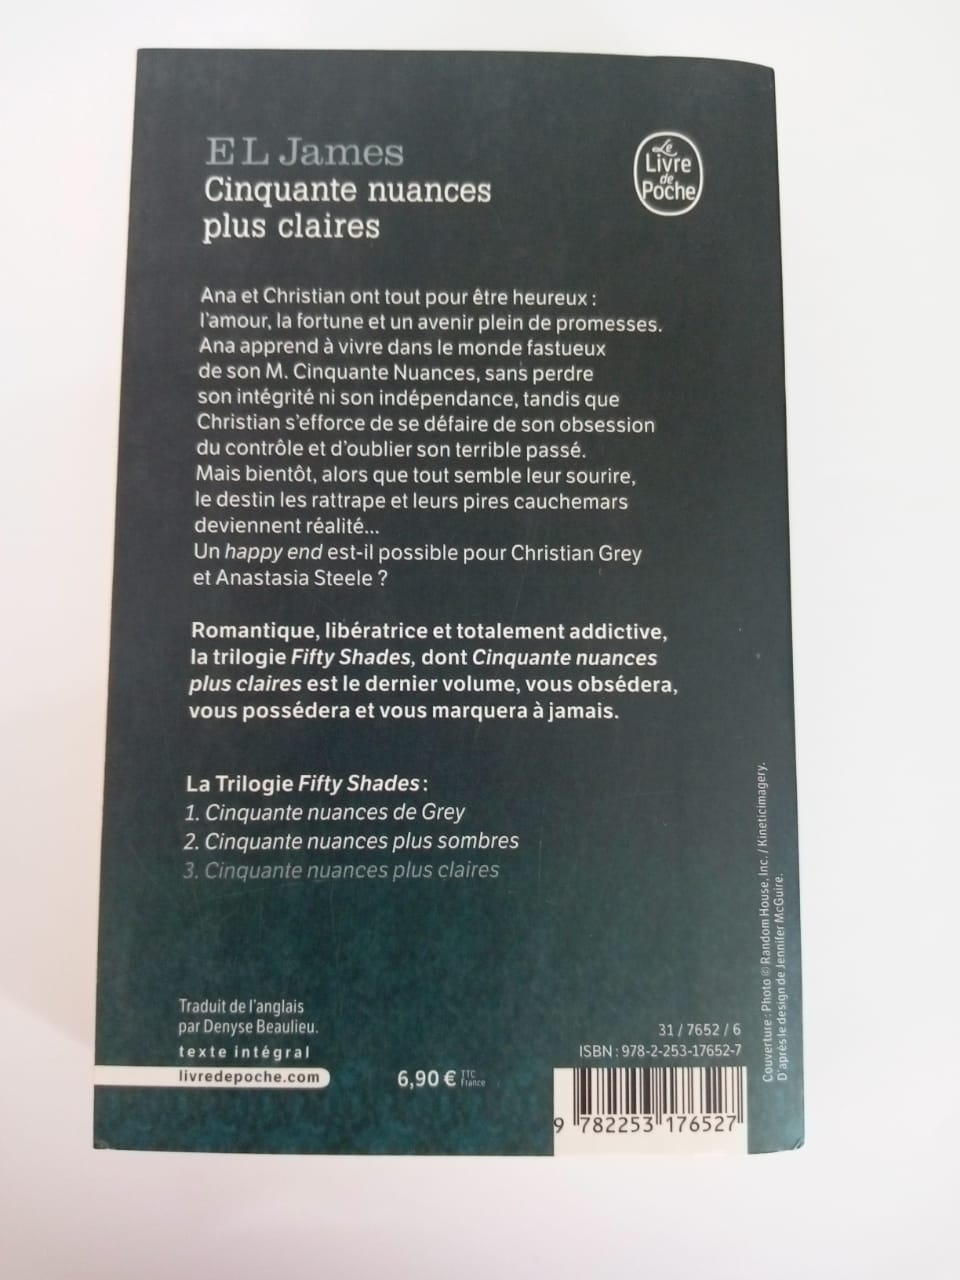 E L James
Cinquante nuances
plus claires
Le
Livre
de
Poche
Ana et Christian ont tout pour être heureux :
l'amour, la fortune et un avenir plein de promesses.
Ana apprend à vivre dans le monde fastueux
de son M. Cinquante Nuances, sans perdre
son intégrité ni son indépendance, tandis que
Christian s'efforce de se défaire de son obsession
du contrôle et d'oublier son terrible passé.
Mais bientôt, alors que tout semble leur sourire,
le destin les rattrape et leurs pires cauchemars
deviennent réalité...
Un happy end est-il possible pour Christian Grey
et Anastasia Steele ?
Romantique, libératrice et totalement addictive,
la trilogie Fifty Shades, dont Cinquante nuances
plus claires est le dernier volume, vous obsédera,
vous possédera et vous marquera à jamais.
La Trilogie Fifty Shades :
1. Cinquante nuances de Grey
2. Cinquante nuances plus sombres
3. Cinquante nuances plus claires
Traduit de l'anglais
par Denyse Beaulieu.
texte intégral
livredepoche.com
6,90 € TTC
France
31 / 7652 / 6
ISBN : 978-2-253-17652-7
9 782253 176527
Couverture : Photo © Random House, Inc. / Kineticimagery.
D'après le design de Jennifer McGuire.